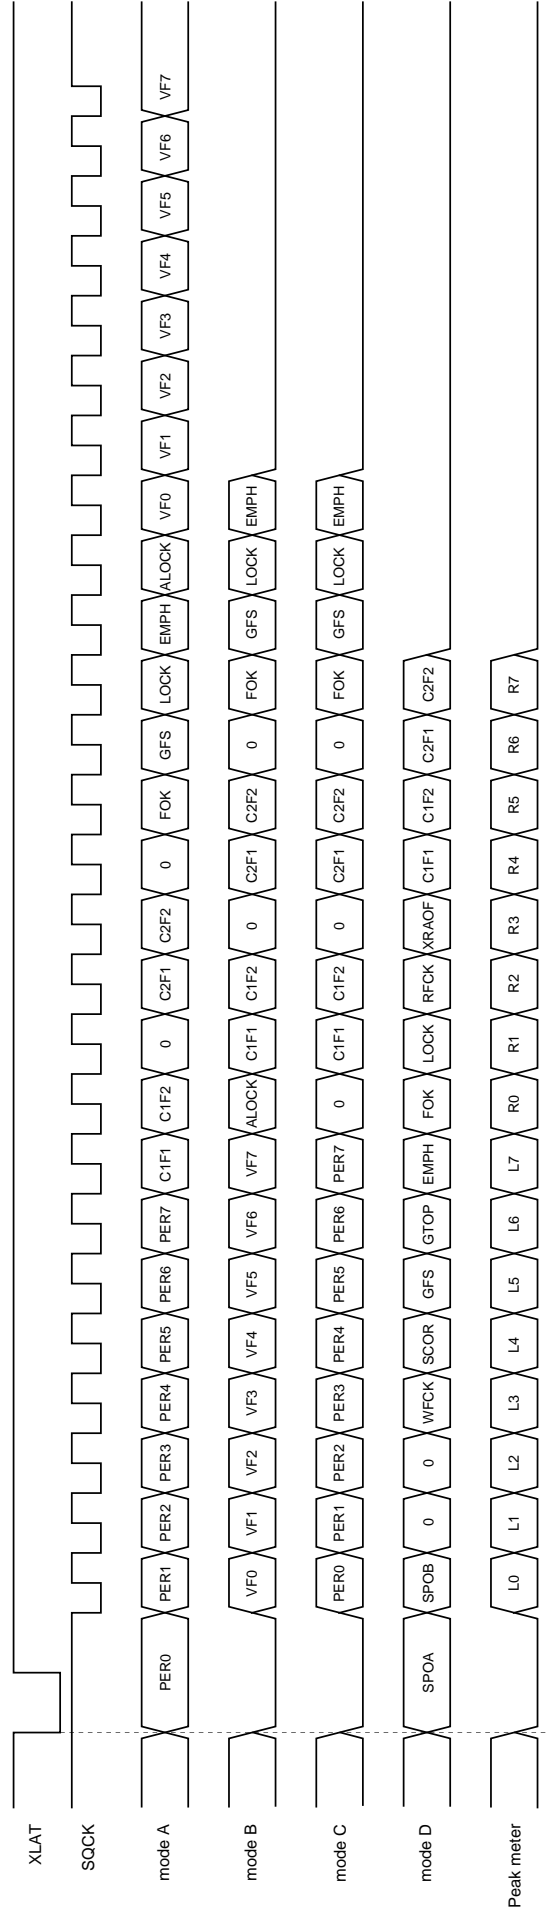 XLAT
SQCK
mode A
PER0
PER1
PER2
PER3
PER4
PER5
PER6
PER7
C1F1
C1F2
0
C2F1
C2F2
0
FOK
GFS
LOCK
EMPH
ALOCK
VF0
VF1
VF2
VF3
VF4
VF5
VF6
VF7
mode B
VF0
VF1
VF2
VF3
VF4
VF5
VF6
VF7
ALOCK
C1F1
C1F2
0
C2F1
C2F2
0
FOK
GFS
LOCK
EMPH
mode C
PER0
PER1
PER2
PER3
PER4
PER5
PER6
PER7
0
C1F1
C1F2
0
C2F1
C2F2
0
FOK
GFS
LOCK
EMPH
mode D
SPOA
SPOB
0
0
WFCK
SCOR
GFS
GTOP
EMPH
FOK
LOCK
RFCK
XRAOF
C1F1
C1F2
C2F1
C2F2
Peak meter
L0
L1
L2
L3
L4
L5
L6
L7
R0
R1
R2
R3
R4
R5
R6
R7